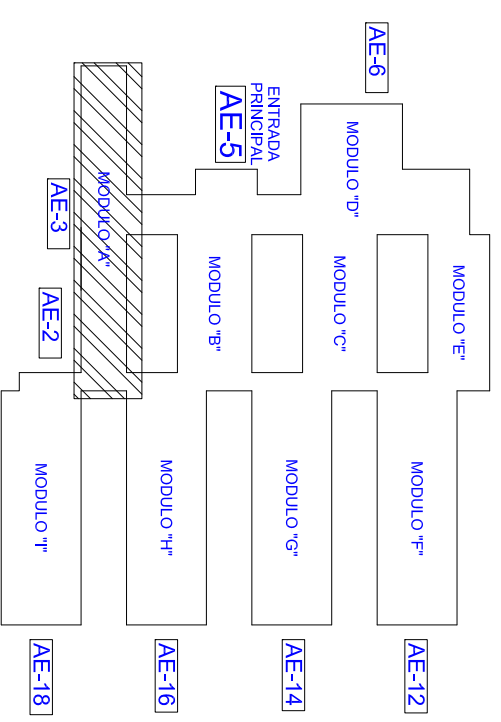 AE-6
ENTRADA
PRINCIPAL
AE-5
MODULO "D"
MODULO "A"
AE-3
AE-2
MODULO "B"
MODULO "C"
MODULO "E"
MODULO "I"
MODULO "H"
MODULO "G"
MODULO "F"
AE-18
AE-16
AE-14
AE-12